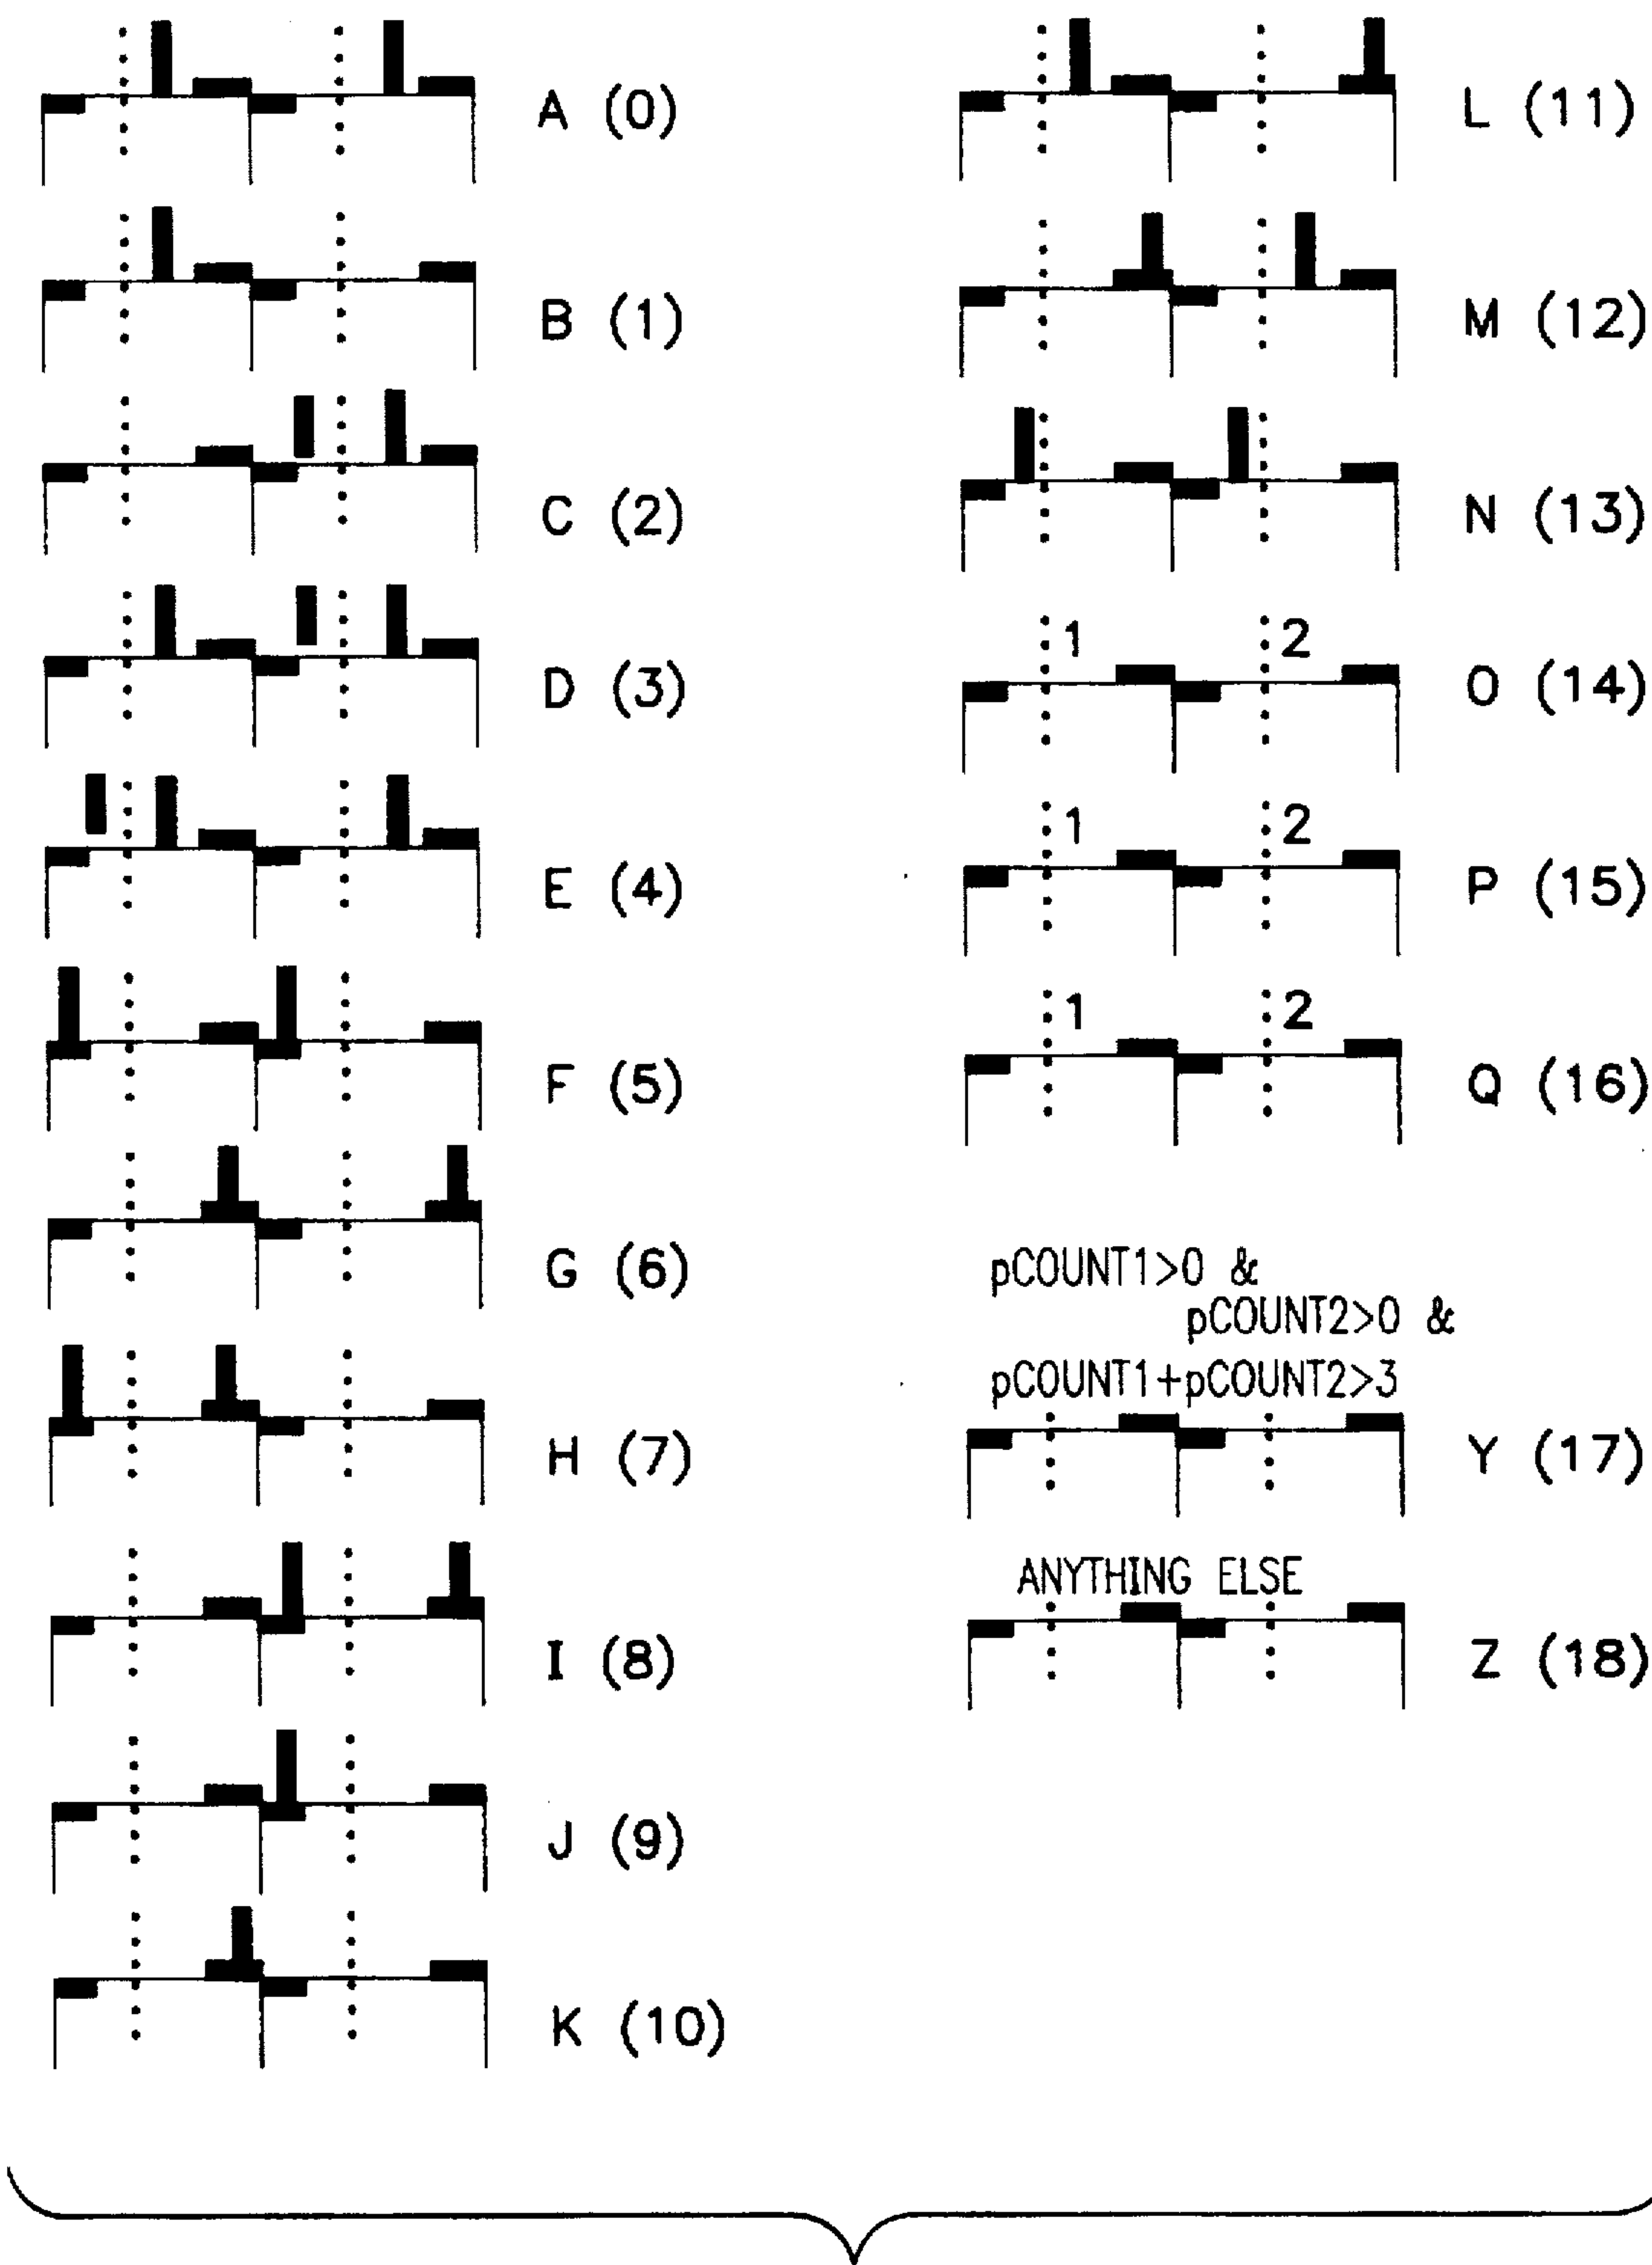 A (0)
B (1)
C (2)
D (3)
E (4)
F (5)
G (6)
H (7)
I (8)
J (9)
K (10)
L (11)
M (12)
N (13)
1 2
O (14)
1 2
P (15)
1 2
Q (16)
pCOUNT1>0 &
pCOUNT2>0 &
pCOUNT1+pCOUNT2>3
Y (17)
ANYTHING ELSE
Z (18)